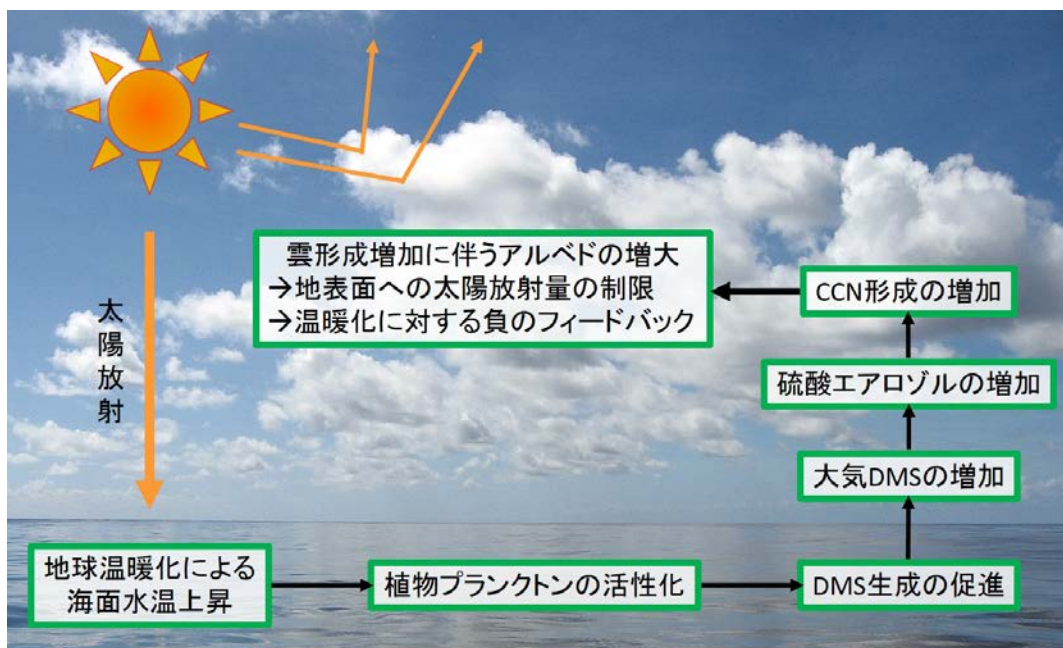 太陽放射
雲形成増加に伴うアルベドの増大
→地表面への太陽放射量の制限
→温暖化に対する負のフィードバック
CCN形成の増加
硫酸エアロゾルの増加
大気DMSの増加
地球温暖化による
海面水温上昇
植物プランクトンの活性化
DMS生成の促進